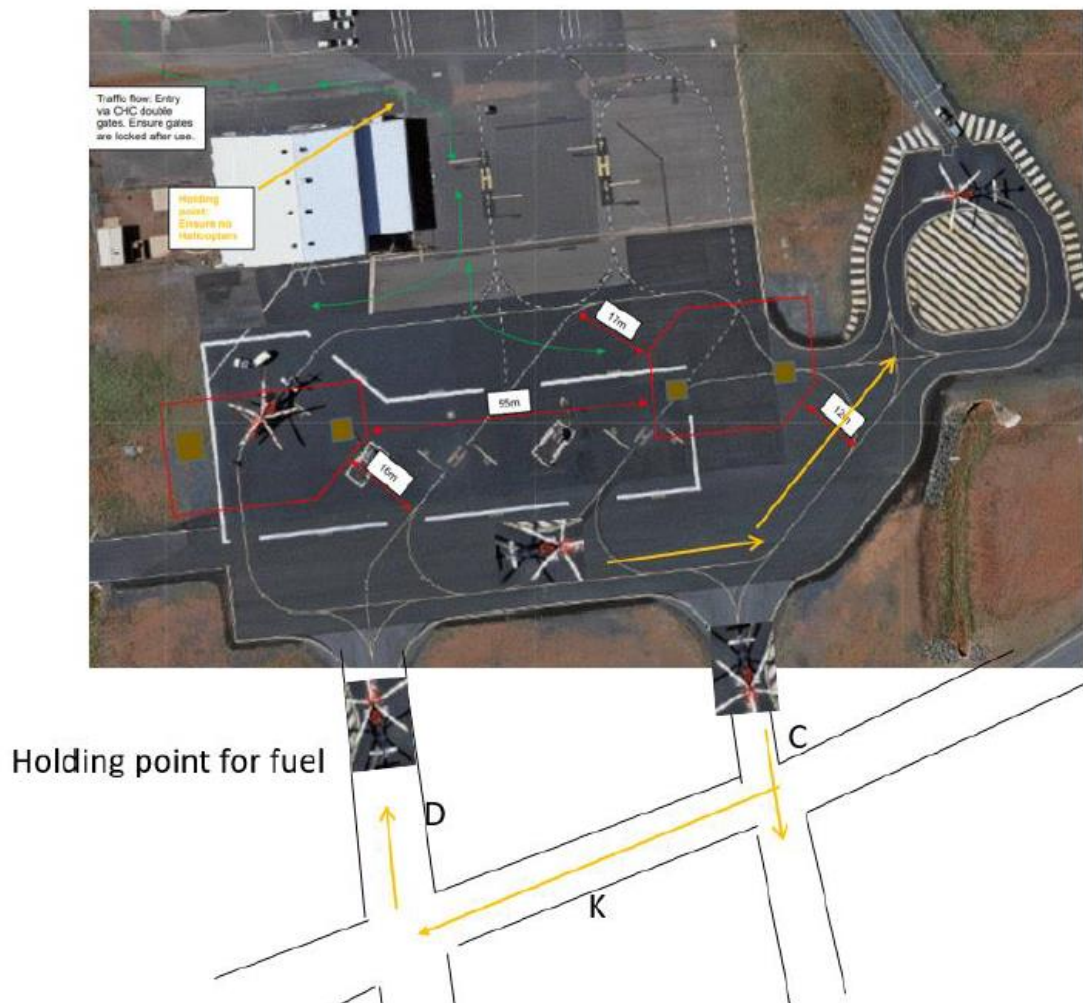 Traffic flow: Entry
via CHC double
gates. Ensure gates
are locked after use.
Holding
point:
Ensure no
Helicopters
17m
55m
12m
16m
Holding point for fuel
C
D
K